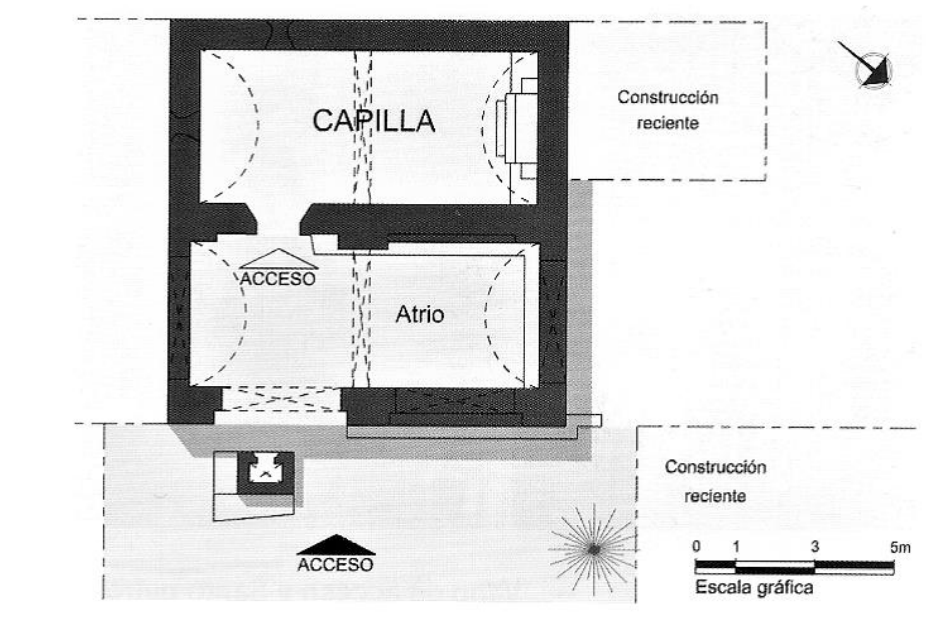 CAPILLA
Construcción
reciente
ACCESO
Atrio
Construcción
reciente
ACCESO
0 1 3 5m
Escala gráfica